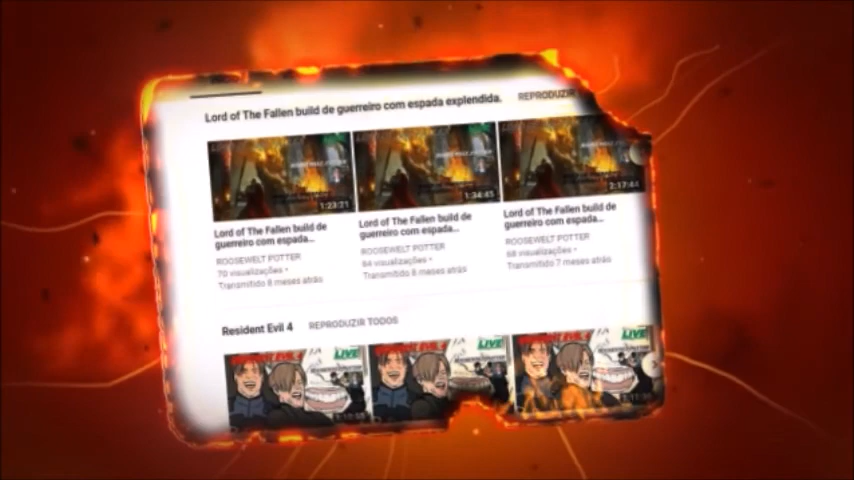 Lord of The Fallen build de guerreiro com espada explendida. REPRODUZIR
1:23:21
1:34:45
2:17:44
Lord of The Fallen build de
guerreiro com espada...
ROOSEWELT POTTER
70 visualizações •
Transmitido 8 meses atrás
Lord of The Fallen build de
guerreiro com espada...
ROOSEWELT POTTER
64 visualizações •
Transmitido 8 meses atrás
Lord of The Fallen build de
guerreiro com espada...
ROOSEWELT POTTER
68 visualizações •
Transmitido 7 meses atrás
Resident Evil 4 REPRODUZIR TODOS
LIVE
LIVE
LIVE